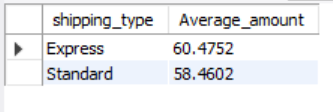 shipping_type Average_amount
Express 60.4752
Standard 58.4602